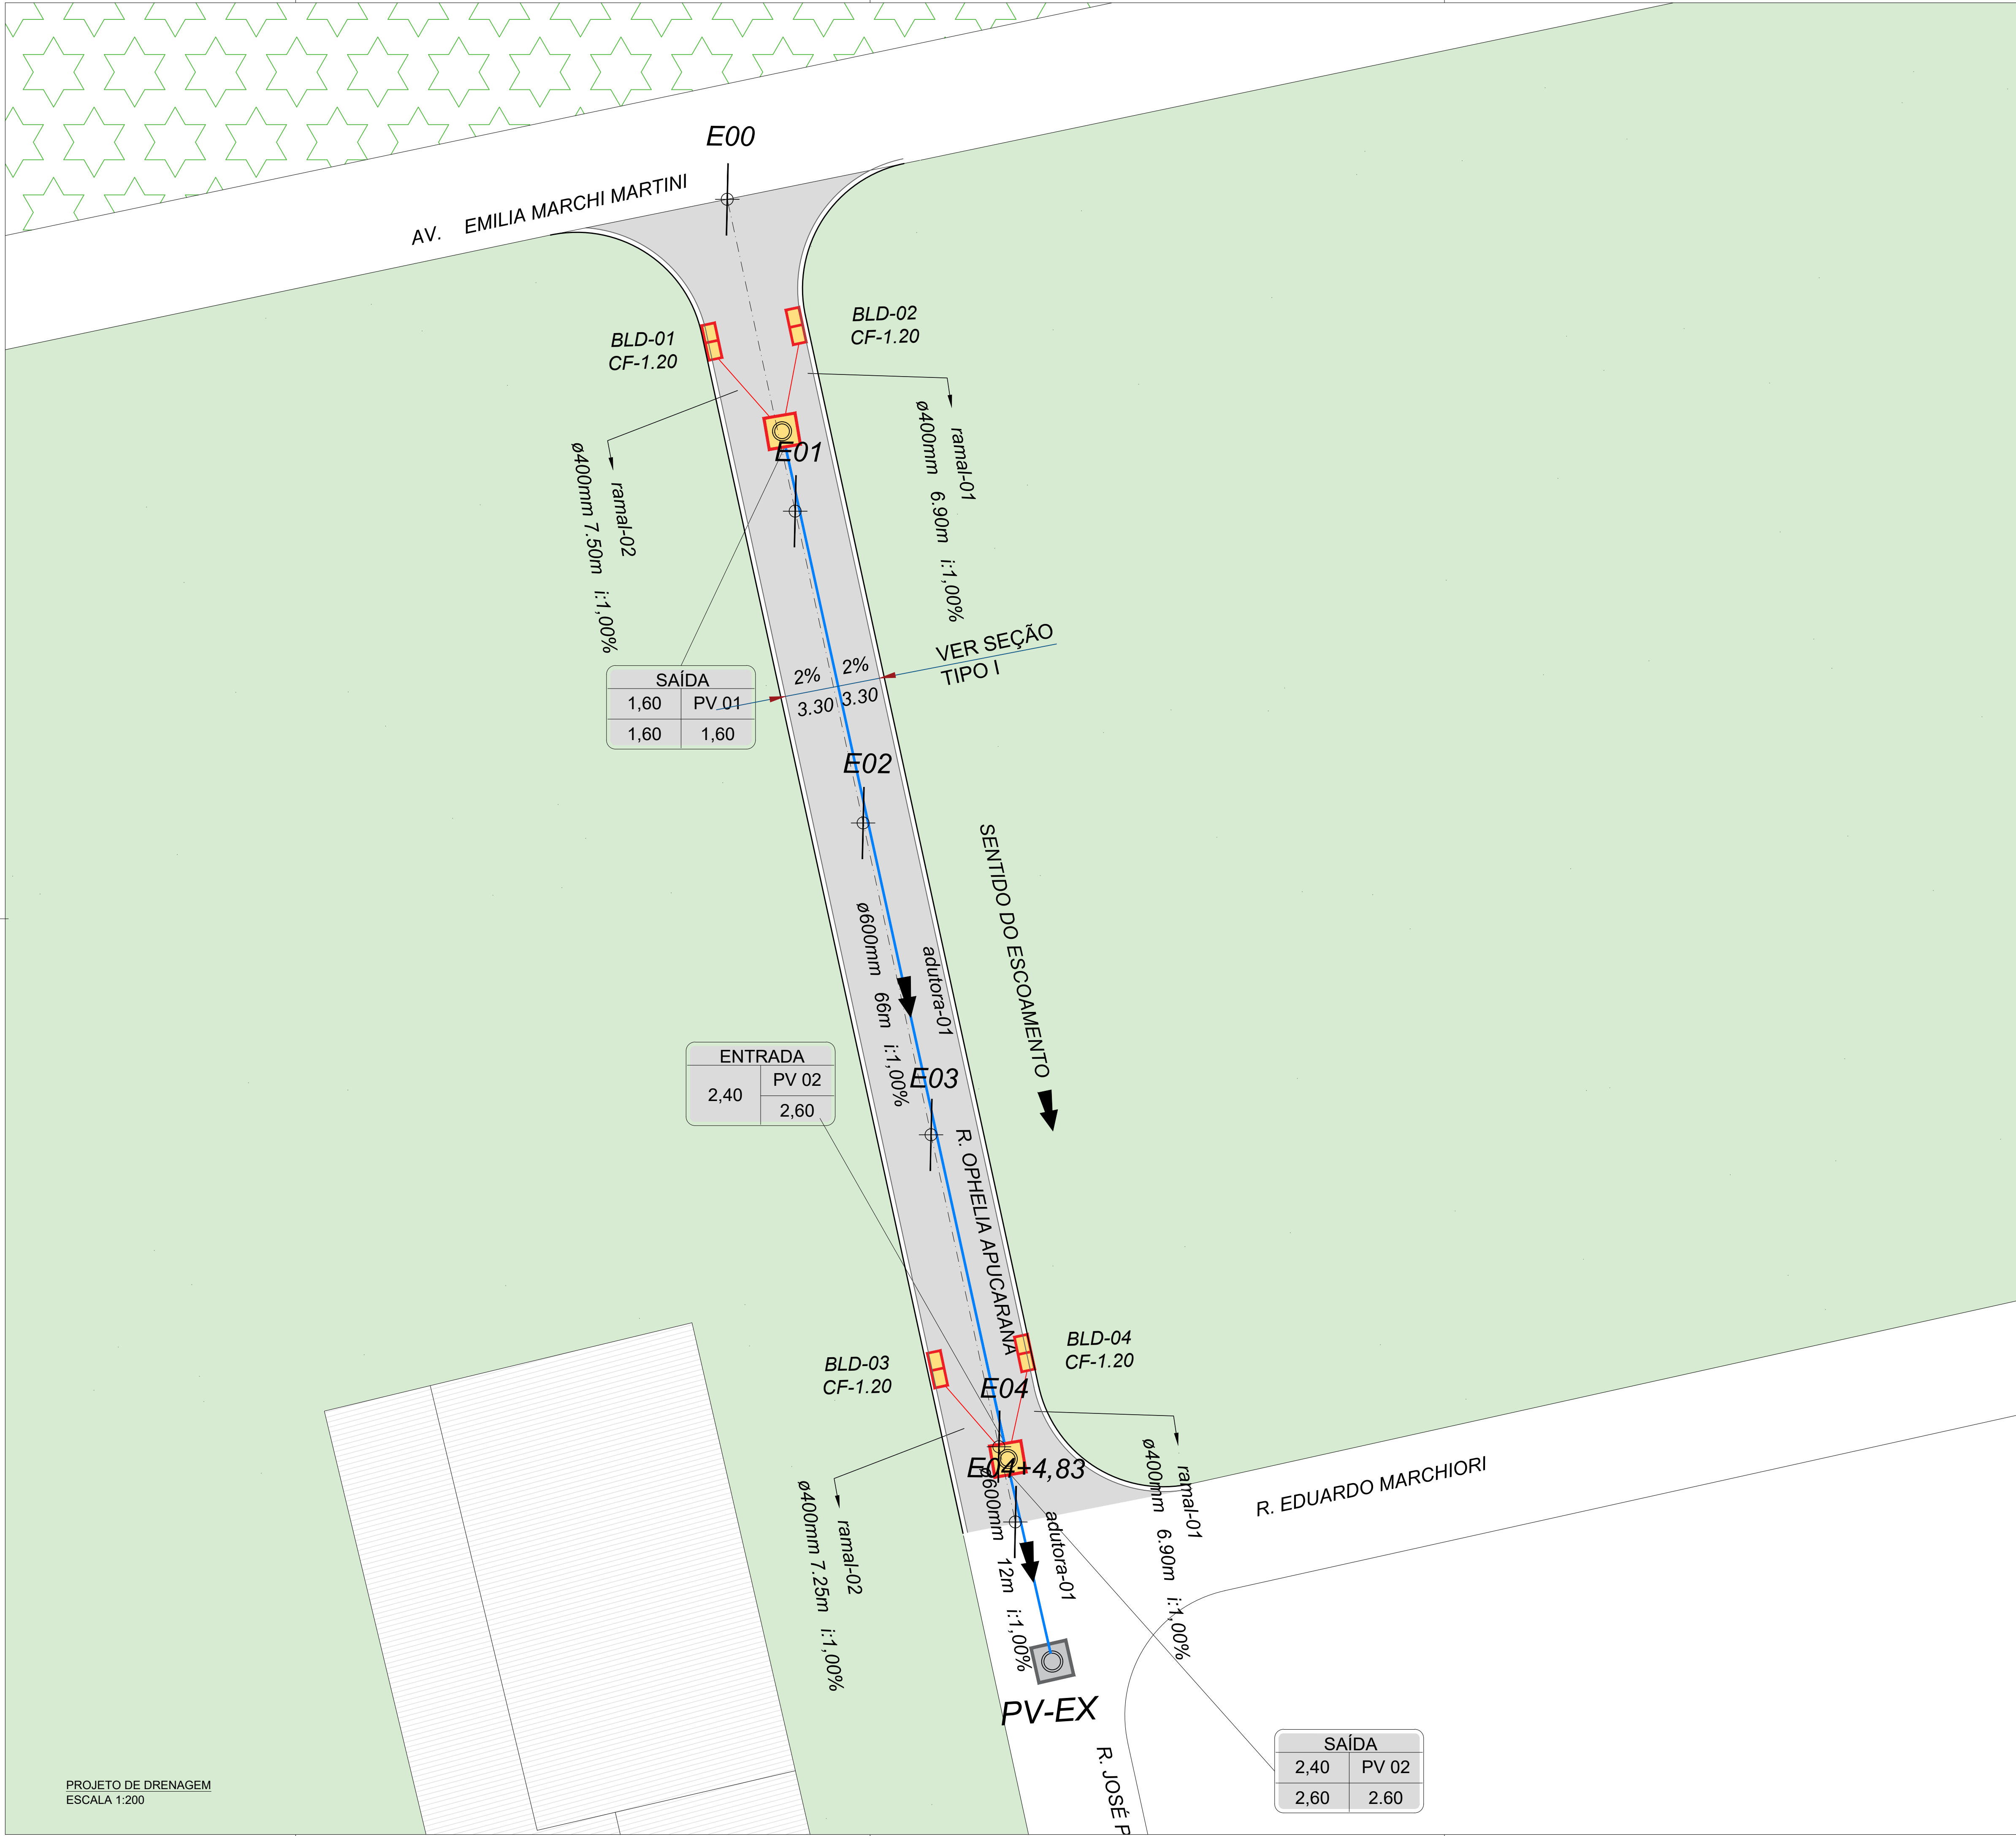 E00
AV. EMILIA MARCHI MARTINI
BLD-01
CF-1.20
BLD-02
CF-1.20
E01
ramal-02
ø400mm 7.50m i:1,00%
ramal-01
ø400mm 6.90m i:1,00%
VER SEÇÃO
TIPO I
2% 2%
3.30 3.30
SAÍDA
1,60 PV 01
1,60 1,60
E02
SENTIDO DO ESCOAMENTO
adutora-01
ø600mm 66m i:1,00%
ENTRADA
2,40 PV 02
2,60
E03
R. OPHELIA APUCARANA
BLD-03
CF-1.20
BLD-04
CF-1.20
E04
E04+4,83
ramal-02
ø400mm 7.25m i:1,00%
adutora-01
ø600mm 12m i:1,00%
ramal-01
ø400mm 6.90m i:1,00%
R. EDUARDO MARCHIORI
PV-EX
R. JOSÉ P
SAÍDA
2,40 PV 02
2,60 2.60
PROJETO DE DRENAGEM
ESCALA 1:200